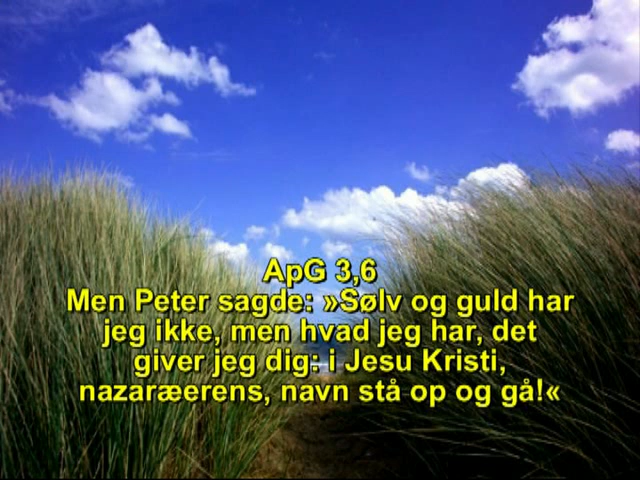 ApG 3,6
Men Peter sagde: »Sølv og guld har
jeg ikke, men hvad jeg har, det
giver jeg dig: i Jesu Kristi,
nazaræerens, navn stå op og gå!«